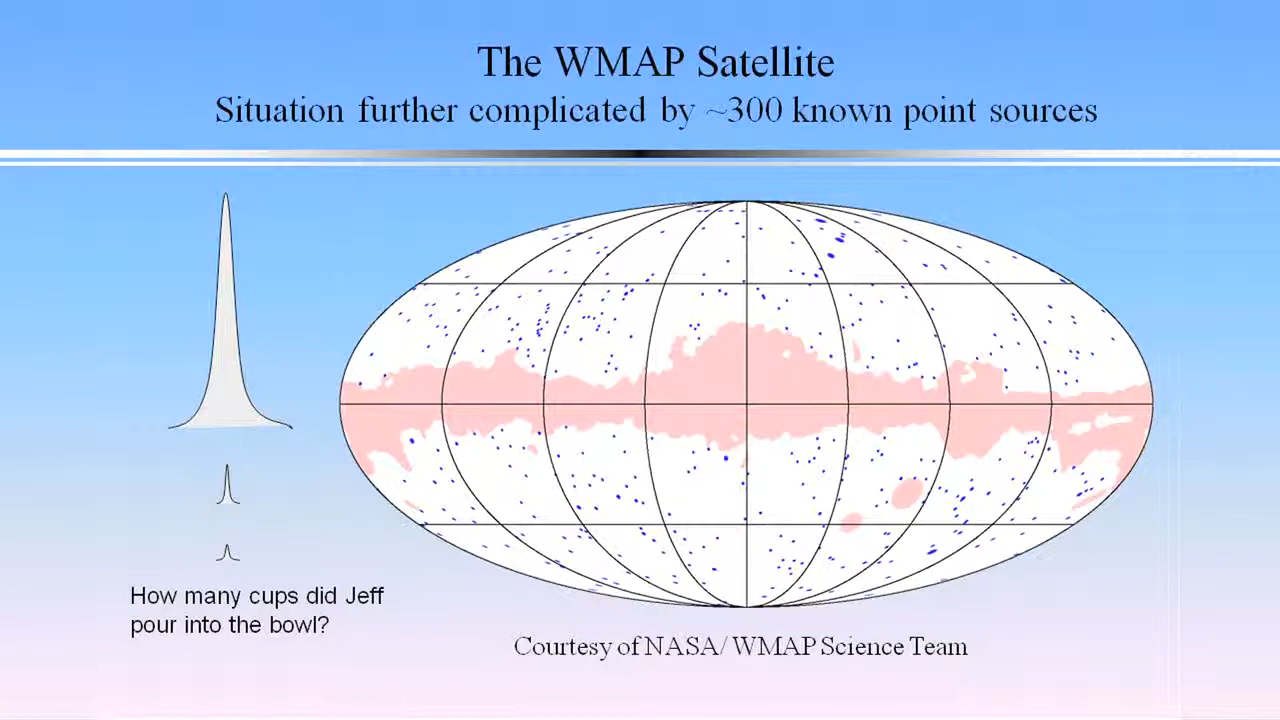 The WMAP Satellite
Situation further complicated by ~300 known point sources
How many cups did Jeff
pour into the bowl?
Courtesy of NASA/ WMAP Science Team